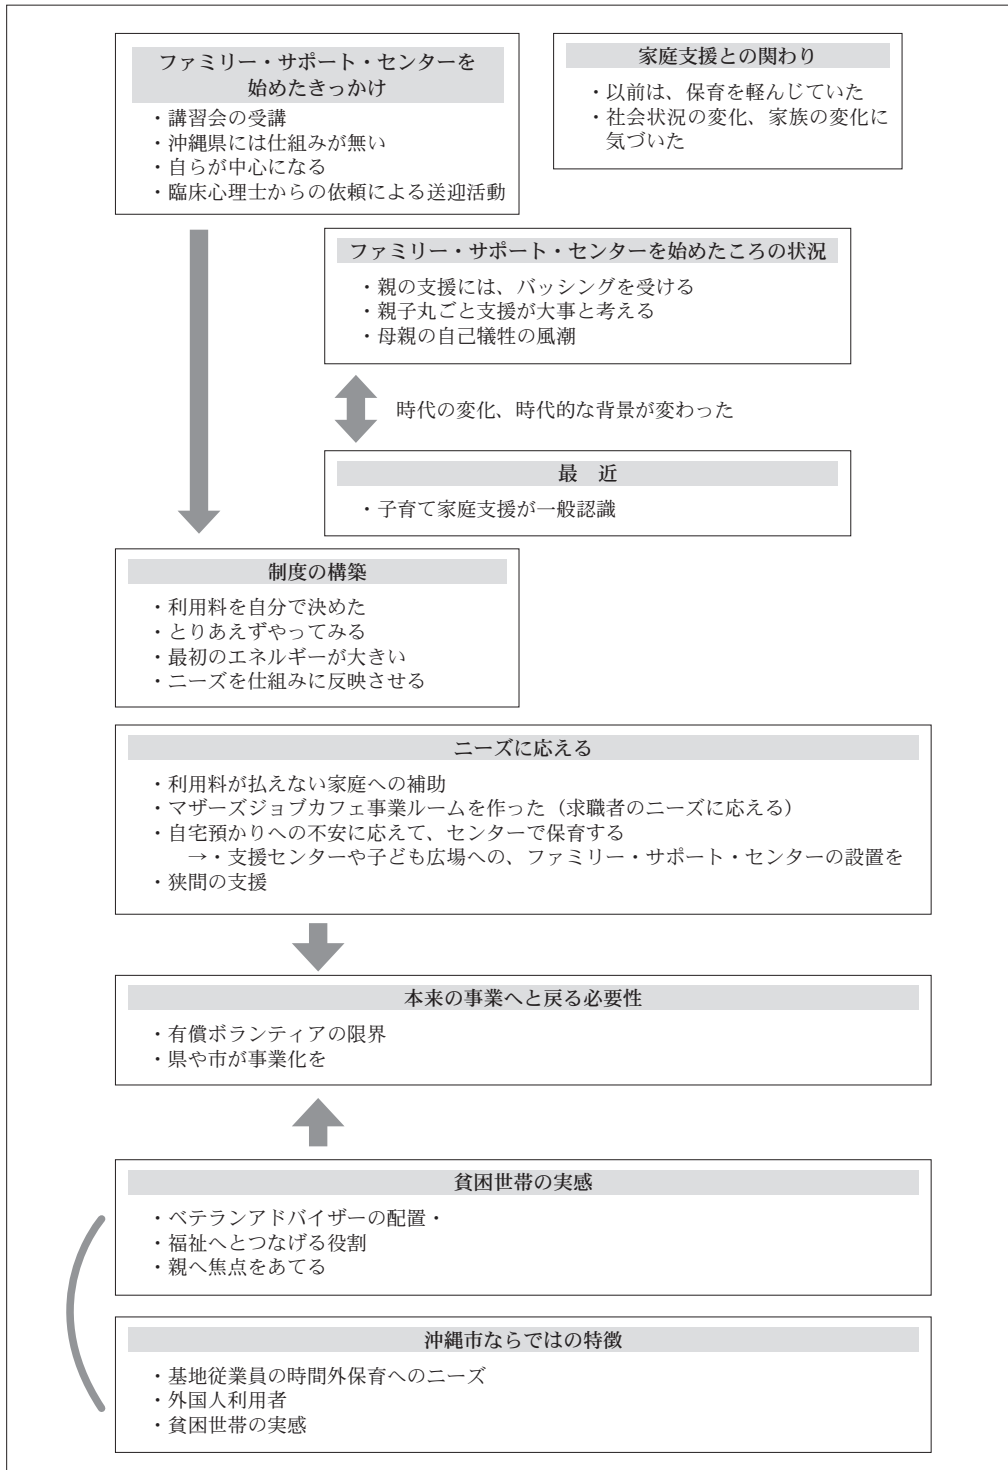 ファミリー・サポート・センターを
始めたきっかけ
・講習会の受講
・沖縄県には仕組みが無い
・自らが中心になる
・臨床心理士からの依頼による送迎活動
家庭支援との関わり
・以前は、保育を軽んじていた
・社会状況の変化、家族の変化に
気づいた
ファミリー・サポート・センターを始めたころの状況
・親の支援には、バッシングを受ける
・親子丸ごと支援が大事と考える
・母親の自己犠牲の風潮
時代の変化、時代的な背景が変わった
最　近
・子育て家庭支援が一般認識
制度の構築
・利用料を自分で決めた
・とりあえずやってみる
・最初のエネルギーが大きい
・ニーズを仕組みに反映させる
ニーズに応える
・利用料が払えない家庭への補助
・マザーズジョブカフェ事業ルームを作った（求職者のニーズに応える）
・自宅預かりへの不安に応えて、センターで保育する
→・支援センターや子ども広場への、ファミリー・サポート・センターの設置を
・狭間の支援
本来の事業へと戻る必要性
・有償ボランティアの限界
・県や市が事業化を
貧困世帯の実感
・ベテランアドバイザーの配置・
・福祉へとつなげる役割
・親へ焦点をあてる
沖縄市ならではの特徴
・基地従業員の時間外保育へのニーズ
・外国人利用者
・貧困世帯の実感